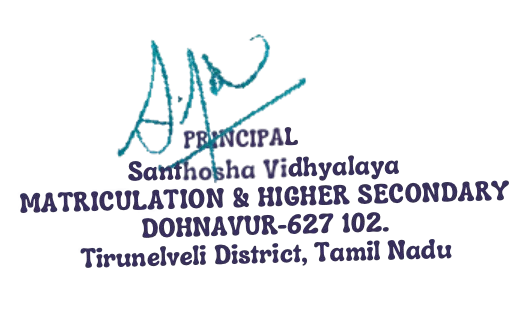 PRINCIPAL
Santhosha Vidhyalaya
MATRICULATION & HIGHER SECONDARY
DOHNAVUR-627 102.
Tirunelveli District, Tamil Nadu